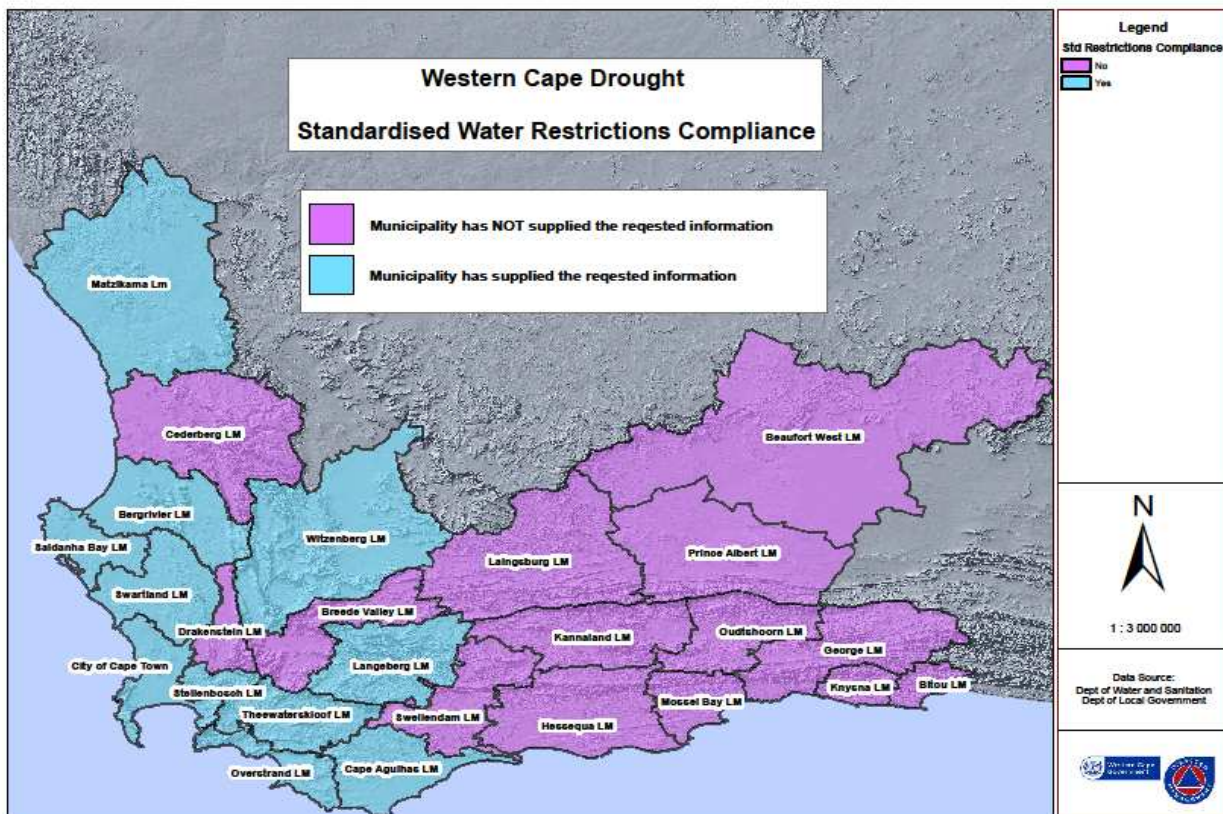 Western Cape Drought
Standardised Water Restrictions Compliance
Municipality has NOT supplied the reqested information
Municipality has supplied the reqested information
Matzikama Lm
Cederberg LM
Beaufort West LM
Bergrivier LM
Saldanha Bay LM
Witzenberg LM
Laingsburg LM
Prince Albert LM
Swartland LM
Breede Valley LM
Drakenstein LM
Kannaland LM
Oudtshoorn LM
George LM
City of Cape Town
Langeberg LM
Stellenbosch LM
Knysna LM
Bitou LM
Mossel Bay LM
Theewaterskloof LM
Swellendam LM
Hessequa LM
Overstrand LM
Cape Agulhas LM
Legend
Std Restrictions Compliance
No
Yes
N
1 : 3 000 000
Data Source:
Dept of Water and Sanitation
Dept of Local Government
Western Cape
Government